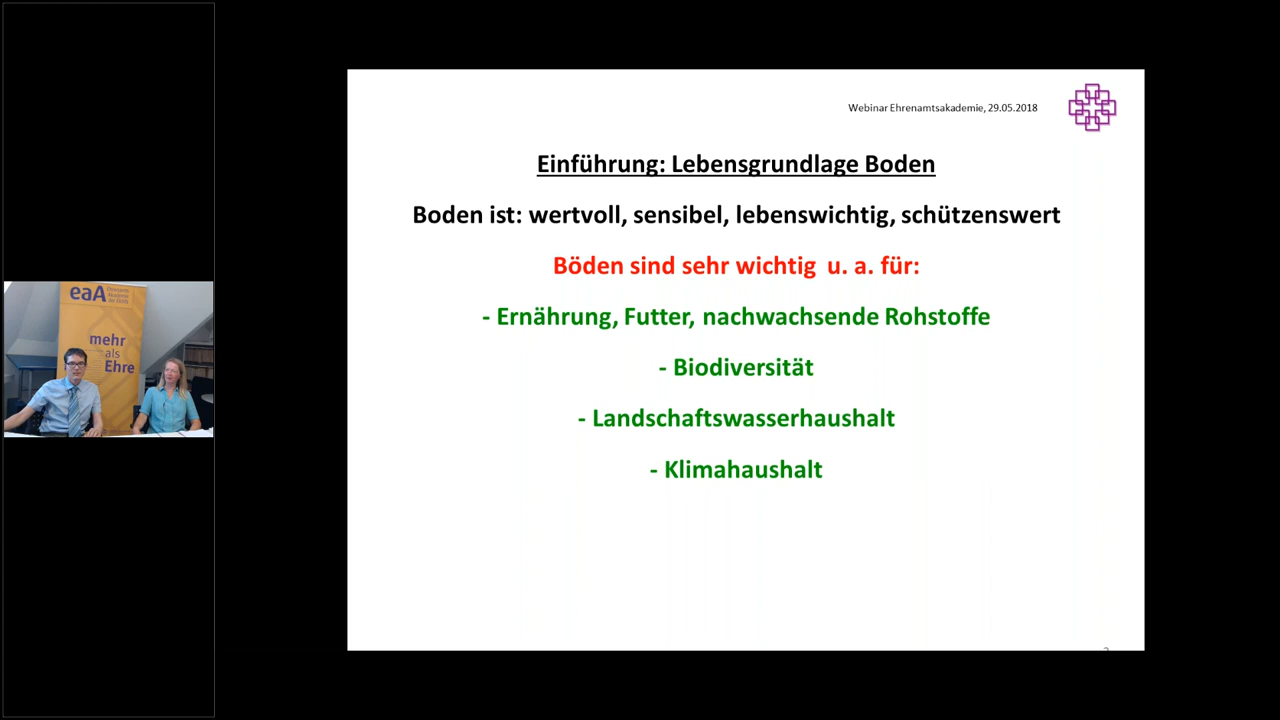 Webinar Ehrenamtsakademie, 29.05.2018
Einführung: Lebensgrundlage Boden
Boden ist: wertvoll, sensibel, lebenswichtig, schützenswert
Böden sind sehr wichtig u. a. für:
- Ernährung, Futter, nachwachsende Rohstoffe
- Biodiversität
- Landschaftswasserhaushalt
- Klimahaushalt
eaA
mehr
als
Ehre